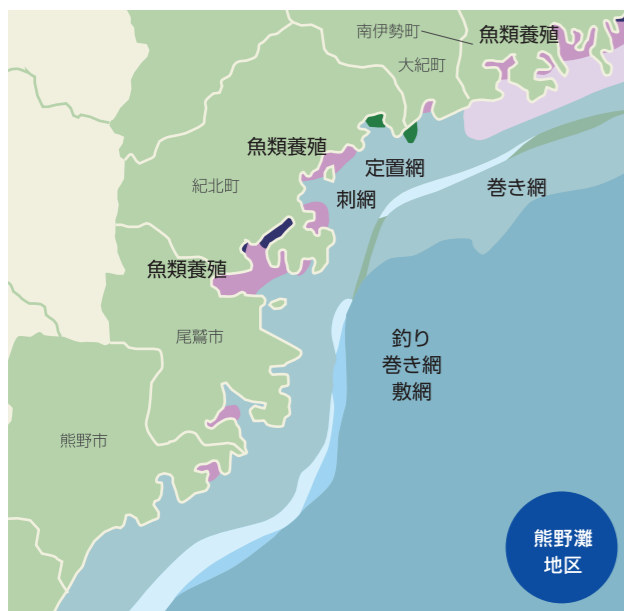 南伊勢町
魚類養殖
大紀町
魚類養殖
定置網
紀北町
刺網
巻き網
魚類養殖
尾鷲市
釣り
巻き網
敷網
熊野市
熊野灘
地区